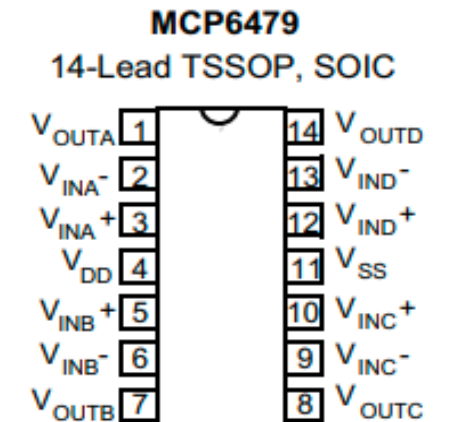 MCP6479
14-Lead TSSOP, SOIC
VOUTA 1 14 VOUTD
VINA- 2 13 VIND-
VINA+ 3 12 VIND+
VDD 4 11 VSS
VINB+ 5 10 VINC+
VINB- 6 9 VINC-
VOUTB 7 8 VOUTC